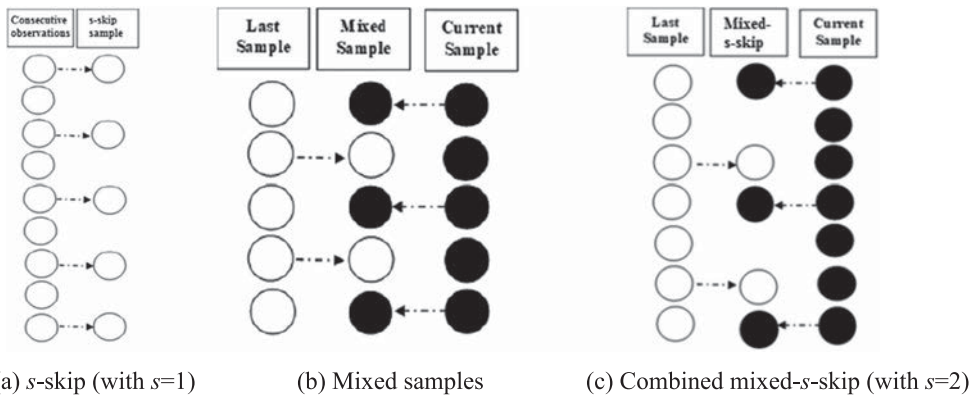 Consecutive observations
s-skip sample
Last Sample
Mixed Sample
Current Sample
Last Sample
Mixed-s-skip
Current Sample
a) s-skip (with s=1)
(b) Mixed samples
(c) Combined mixed-s-skip (with s=2)